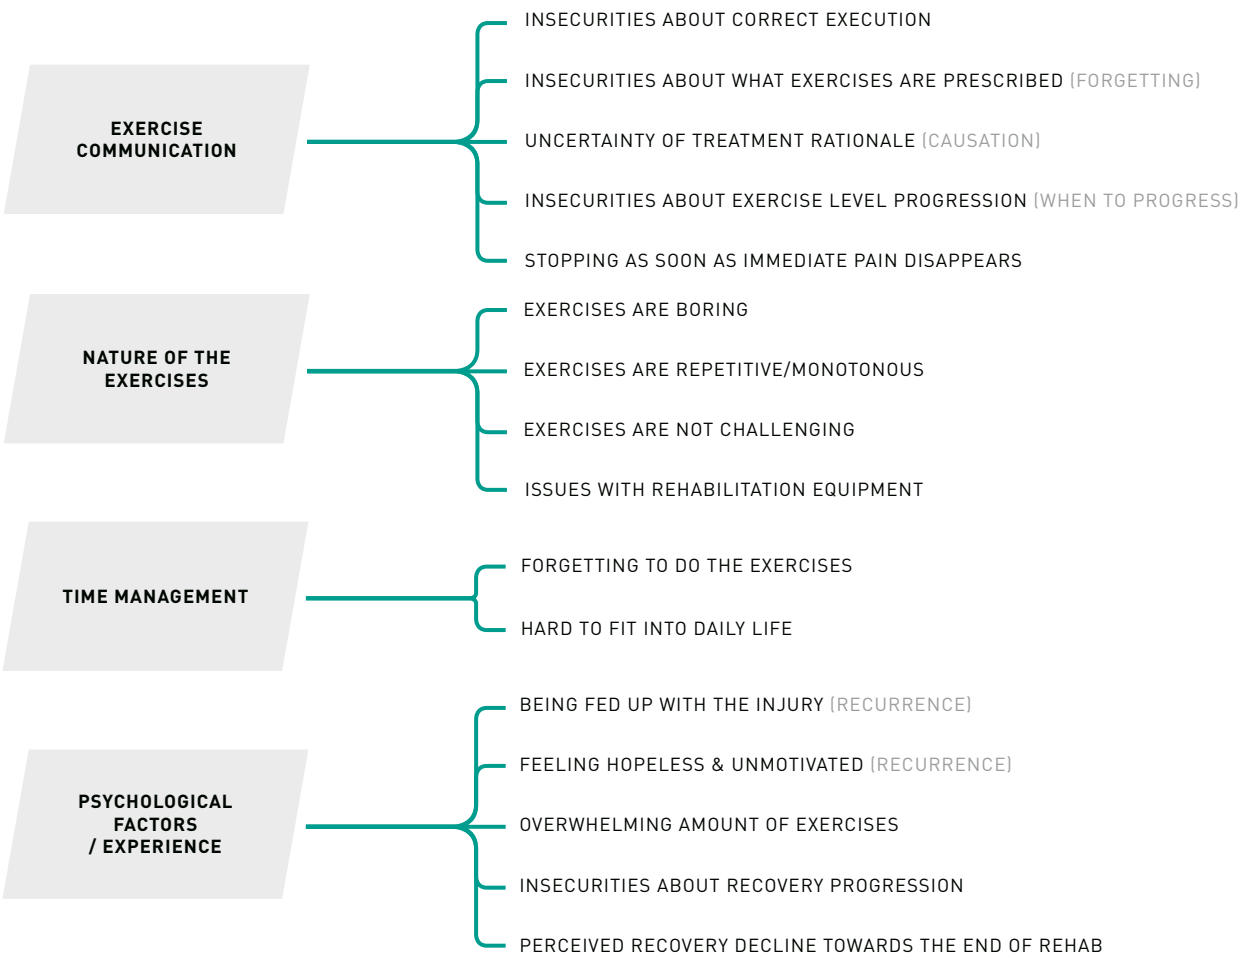 EXERCISE
COMMUNICATION
INSECURITIES ABOUT CORRECT EXECUTION
INSECURITIES ABOUT WHAT EXERCISES ARE PRESCRIBED (FORGETTING)
UNCERTAINTY OF TREATMENT RATIONALE (CAUSATION)
INSECURITIES ABOUT EXERCISE LEVEL PROGRESSION (WHEN TO PROGRESS)
STOPPING AS SOON AS IMMEDIATE PAIN DISAPPEARS
NATURE OF THE
EXERCISES
EXERCISES ARE BORING
EXERCISES ARE REPETITIVE/MONOTONOUS
EXERCISES ARE NOT CHALLENGING
ISSUES WITH REHABILITATION EQUIPMENT
TIME MANAGEMENT
FORGETTING TO DO THE EXERCISES
HARD TO FIT INTO DAILY LIFE
PSYCHOLOGICAL
FACTORS
/ EXPERIENCE
BEING FED UP WITH THE INJURY (RECURRENCE)
FEELING HOPELESS & UNMOTIVATED (RECURRENCE)
OVERWHELMING AMOUNT OF EXERCISES
INSECURITIES ABOUT RECOVERY PROGRESSION
PERCEIVED RECOVERY DECLINE TOWARDS THE END OF REHAB